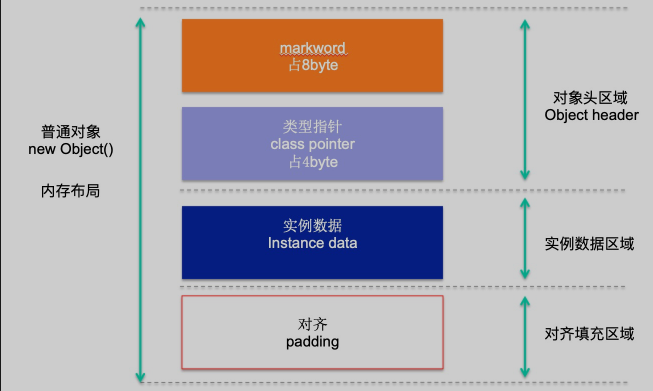 普通对象
new Object()
内存布局
markword
占8byte
类型指针
class pointer
占4byte
实例数据
Instance data
对齐
padding
对象头区域
Object header
实例数据区域
对齐填充区域